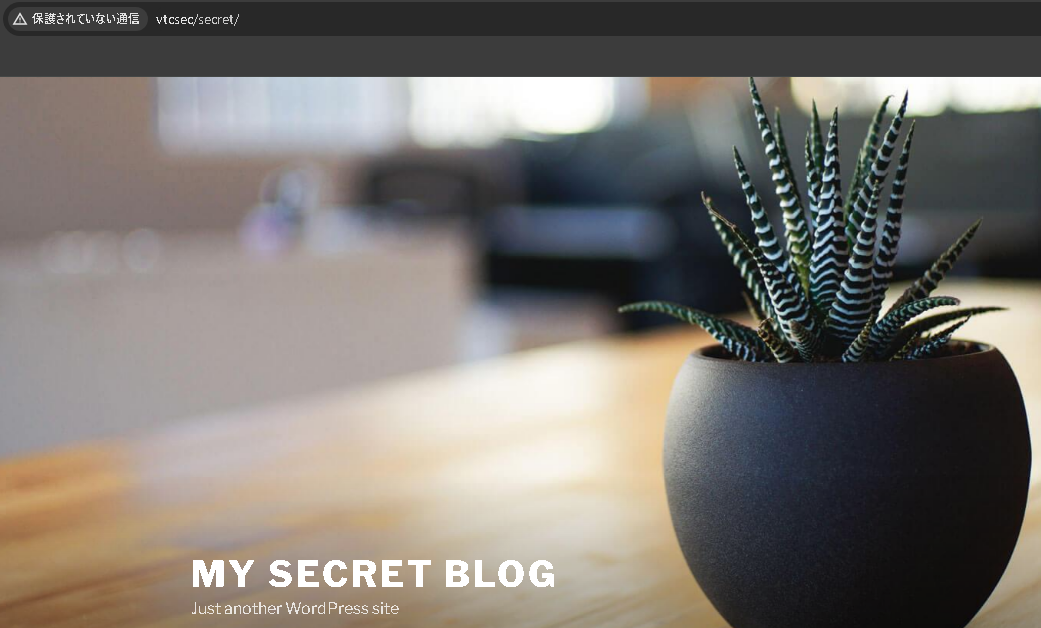 保護されていない通信 vtcsec/secret/
MY SECRET BLOG
Just another WordPress site